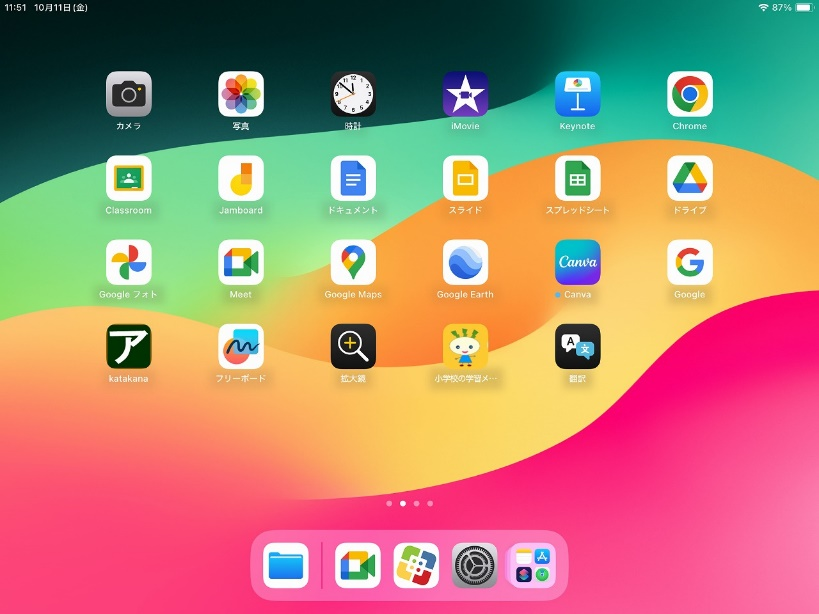 11:51 10月11日(金)
87%
カメラ
写真
時計
iMovie
Keynote
Chrome
Classroom
Jamboard
ドキュメント
スライド
スプレッドシート
ドライブ
Google フォト
Meet
Google Maps
Google Earth
Canva
Canva
Google
ア
A
文
katakana
フリーボード
拡大鏡
小学校の学習メ…
翻訳